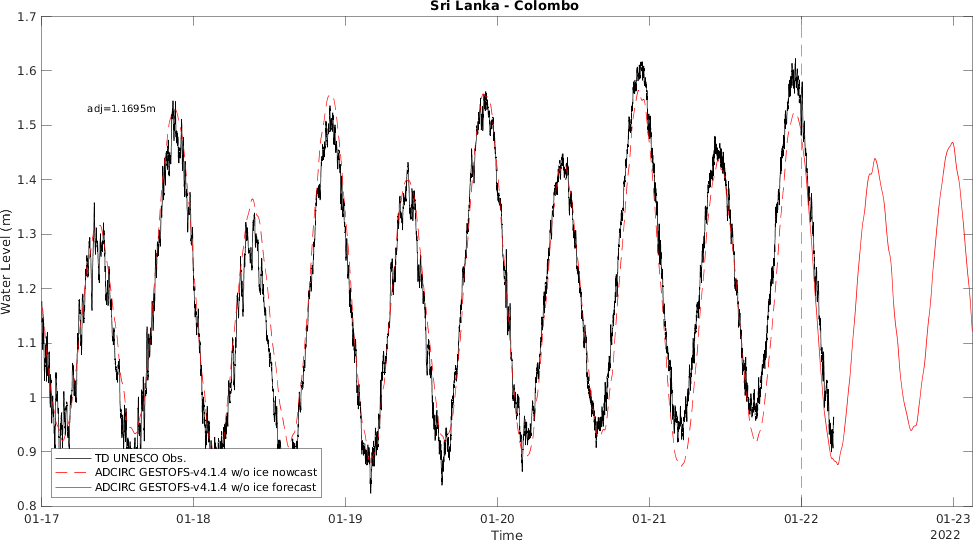 Sri Lanka - Colombo
1.7
1.6
1.5
1.4
1.3
1.2
1.1
1
0.9
0.8
Water Level (m)
adj=1.1695m
TD UNESCO Obs.
ADCIRC GESTOFS-v4.1.4 w/o ice nowcast
ADCIRC GESTOFS-v4.1.4 w/o ice forecast
01-17 01-18 01-19 01-20 01-21 01-22 01-23
Time 2022